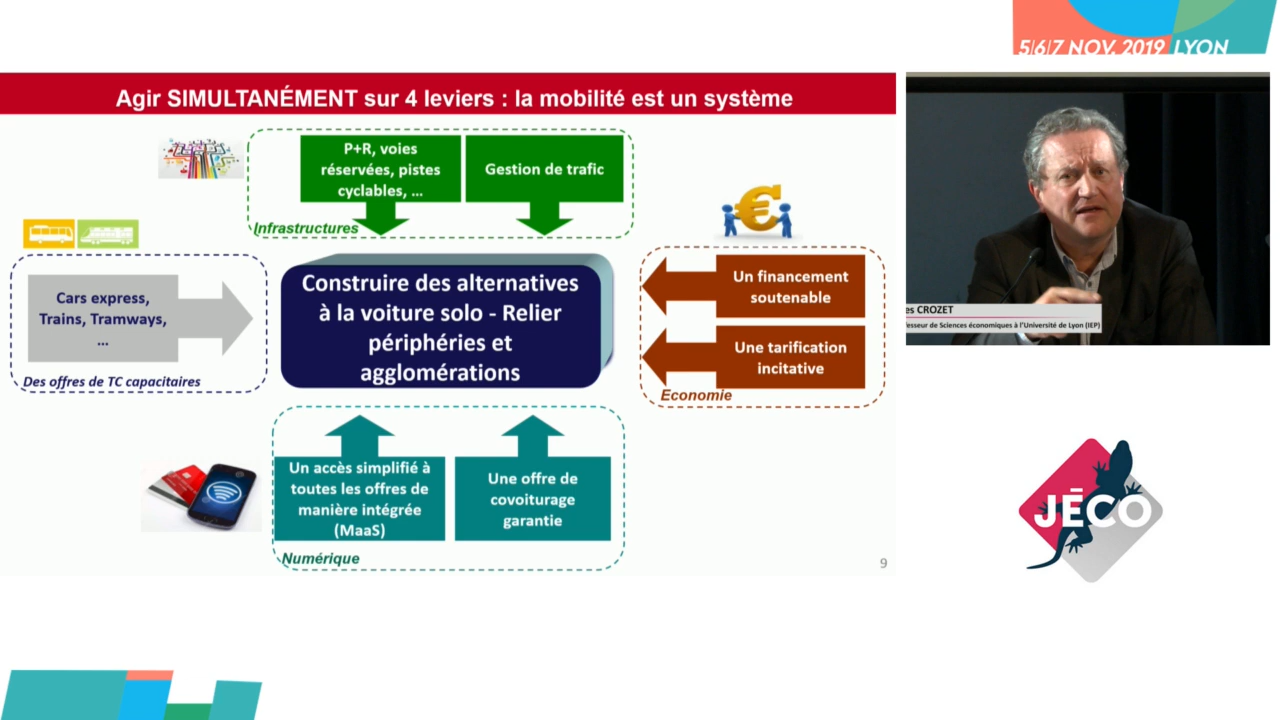 5/6/7 NOV. 2019 LYON
Agir SIMULTANÉMENT sur 4 leviers : la mobilité est un système
P+R, voies
réservées, pistes
cyclables, ...
Gestion de trafic
Infrastructures
Cars express,
Trains, Tramways,
...
Des offres de TC capacitaires
Construire des alternatives
à la voiture solo - Relier
périphéries et
agglomérations
Un financement
soutenable
Une tarification
incitative
Economie
Un accès simplifié à
toutes les offres de
manière intégrée
(MaaS)
Une offre de
covoiturage
garantie
Numérique
9
es CROZET
fesseur de Sciences économiques à l'Université de Lyon (IEP)
JÉCO